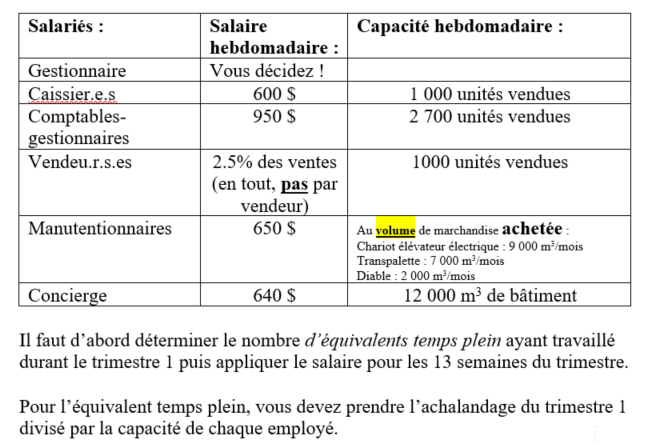 Salariés :
Salaire
hebdomadaire :
Capacité hebdomadaire :
Gestionnaire
Vous décidez !
Caissier.e.s
600 $
1 000 unités vendues
Comptables-
gestionnaires
950 $
2 700 unités vendues
Vendeu.r.s.es
2.5% des ventes
(en tout, pas par
vendeur)
1000 unités vendues
Manutentionnaires
650 $
Au volume de marchandise achetée :
Chariot élévateur électrique : 9 000 m³/mois
Transpalette : 7 000 m³/mois
Diable : 2 000 m³/mois
Concierge
640 $
12 000 m³ de bâtiment
Il faut d’abord déterminer le nombre d’équivalents temps plein ayant travaillé
durant le trimestre 1 puis appliquer le salaire pour les 13 semaines du trimestre.
Pour l’équivalent temps plein, vous devez prendre l’achalandage du trimestre 1
divisé par la capacité de chaque employé.